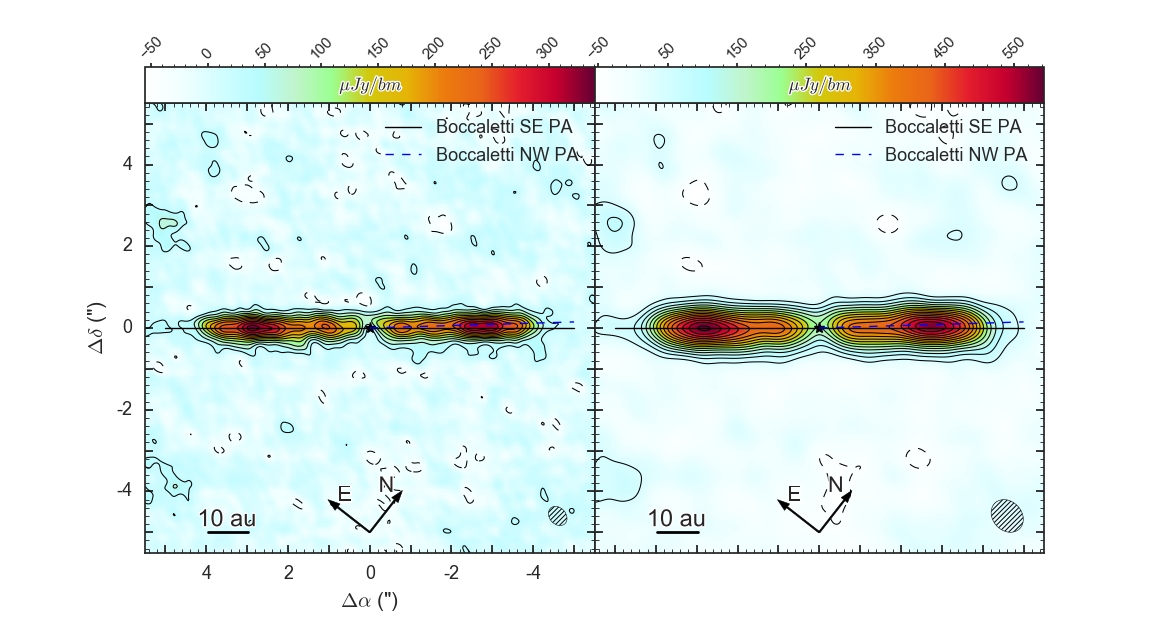 -50 0 50 100 150 200 250 300 -50 50 150 250 350 450 550
μJy/bm μJy/bm
Boccaletti SE PA Boccaletti SE PA
Boccaletti NW PA Boccaletti NW PA
4
2
0
Δδ (")
-2
-4
E N E N
10 au 10 au
4 2 0 -2 -4
Δα (")